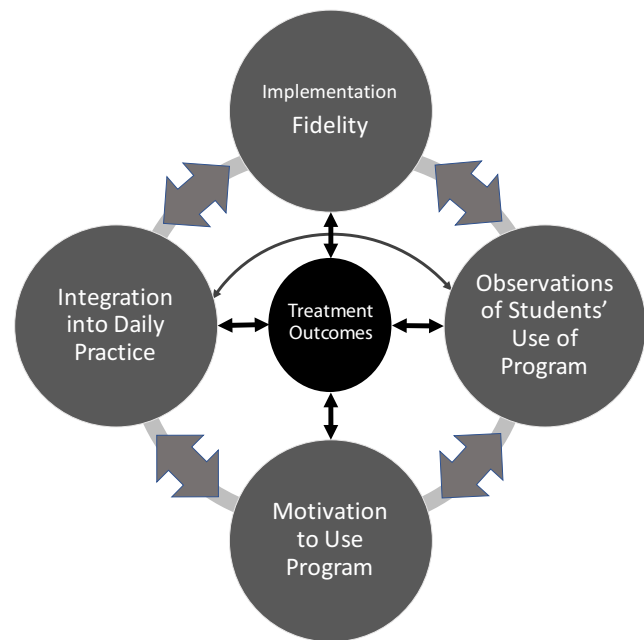 Implementation
Fidelity
Integration
into Daily
Practice
Treatment
Outcomes
Observations
of Students’
Use of
Program
Motivation
to Use
Program